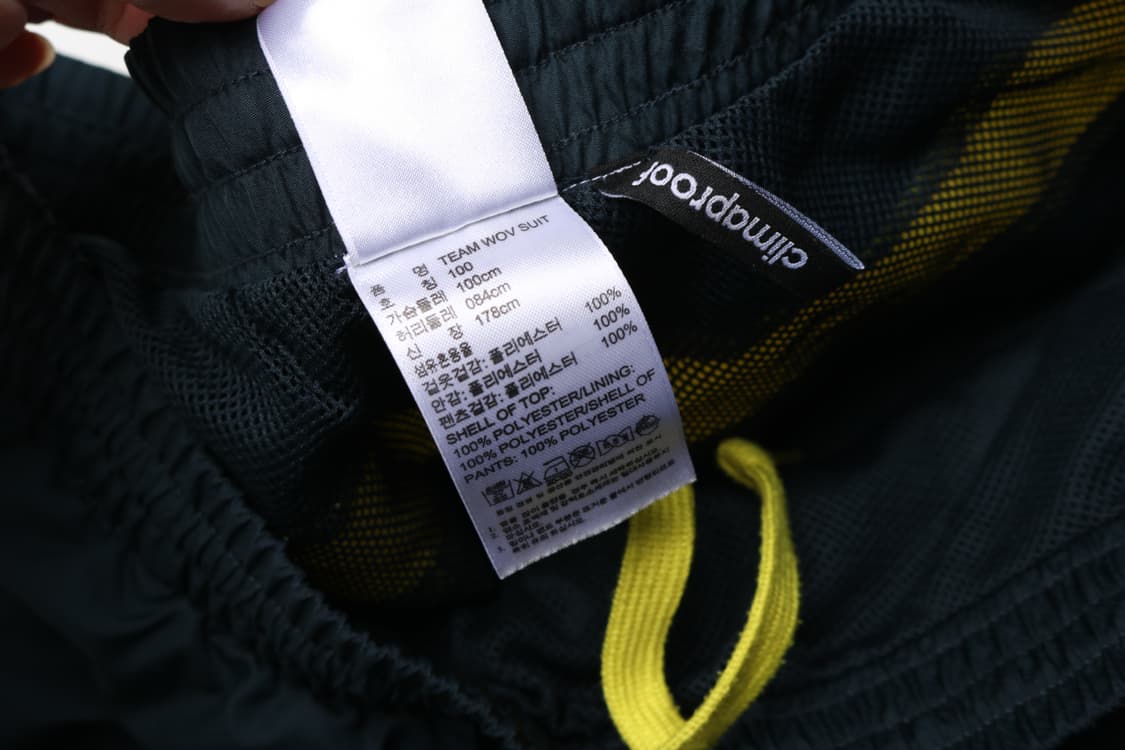 품 명 TEAM WOV SUIT
호 칭 100
가슴둘레 100cm
허리둘레 084cm
신 장 178cm
섬유혼용율
겉옷겉감: 폴리에스터 100%
안감: 폴리에스터 100%
팬츠겉감: 폴리에스터 100%
SHELL OF TOP:
100% POLYESTER/LINING:
100% POLYESTER/SHELL OF
PANTS: 100% POLYESTER
climaproof